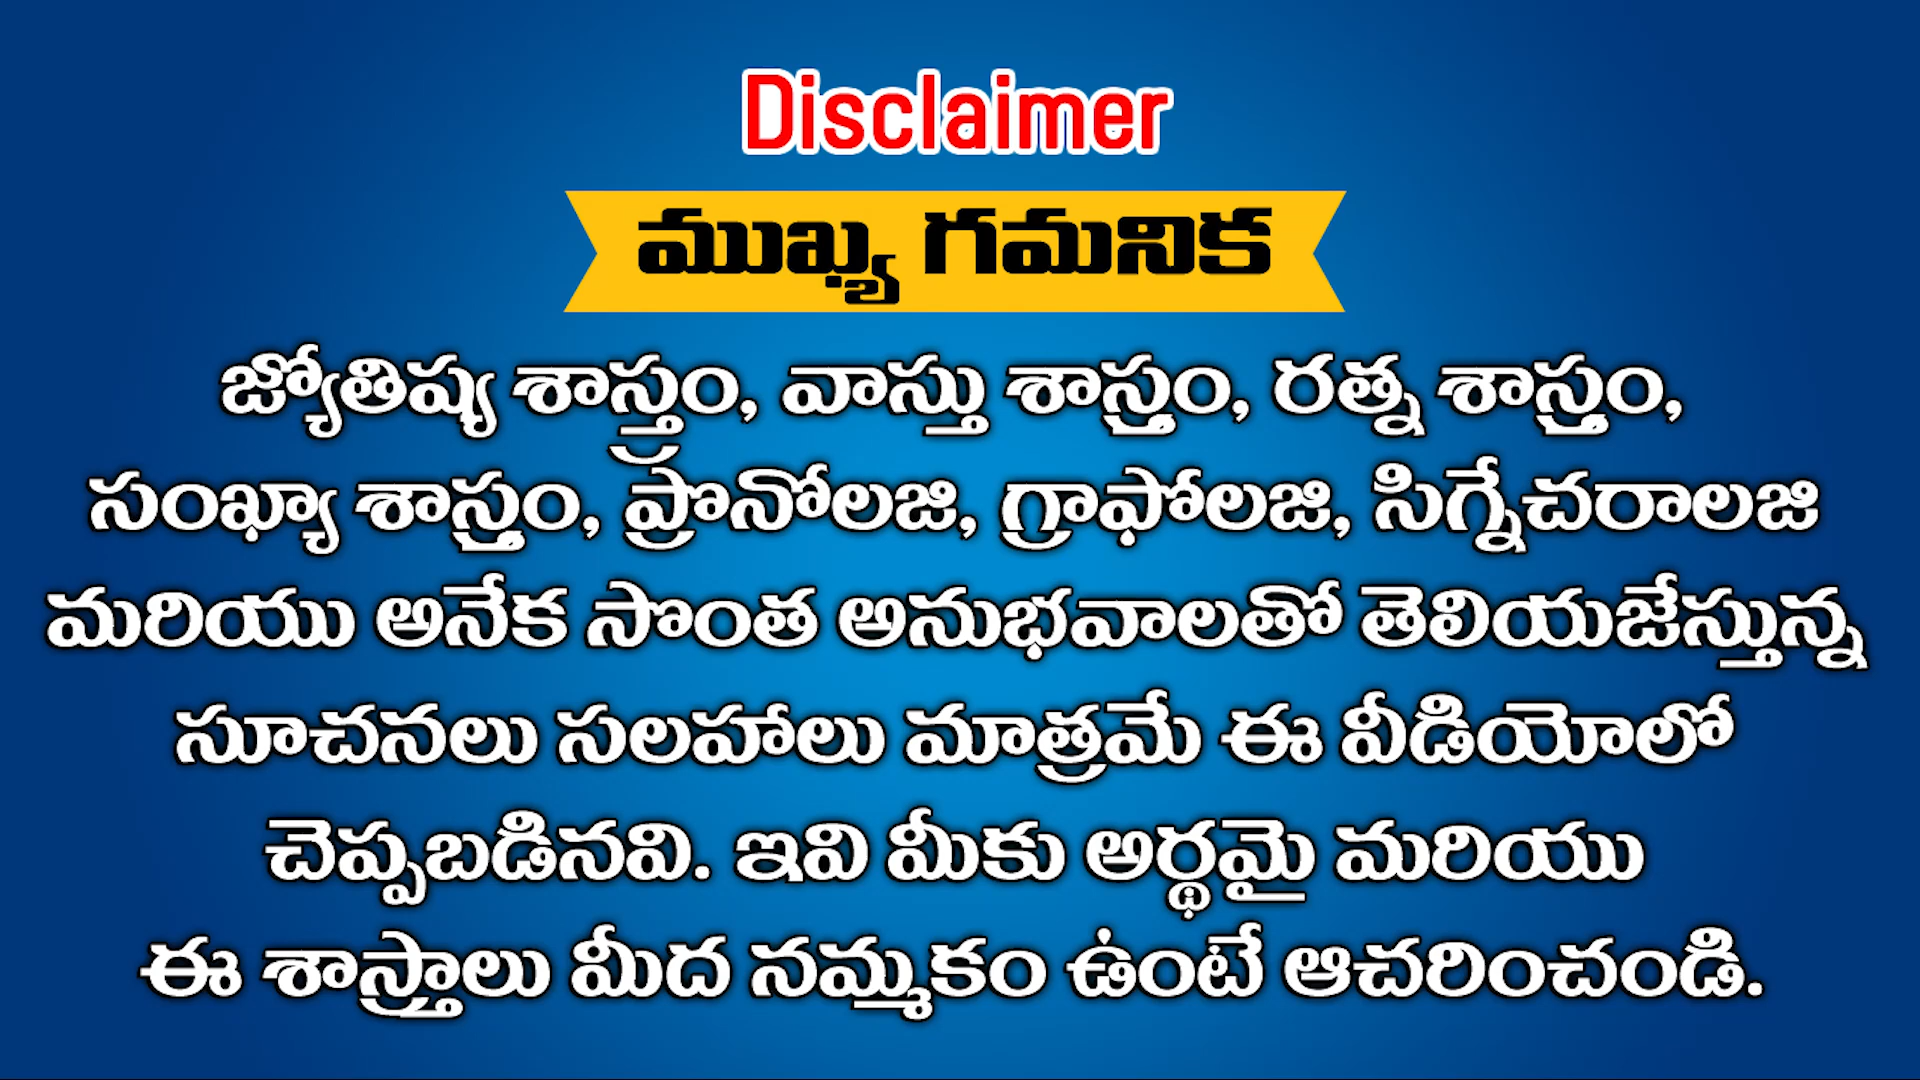 Disclaimer
ముఖ్య గమనిక
జ్యోతిష్య శాస్త్రం, వాస్తు శాస్త్రం, రత్న శాస్త్రం,
సంఖ్యా శాస్త్రం, ప్రొనోలజి, గ్రాఫోలజి, సిగ్నేచరాలజి
మరియు అనేక సొంత అనుభవాలతో తెలియజేస్తున్న
సూచనలు సలహాలు మాత్రమే ఈ వీడియోలో
చెప్పబడినవి. ఇవి మీకు అర్థమై మరియు
ఈ శాస్త్రాలు మీద నమ్మకం ఉంటే ఆచరించండి.